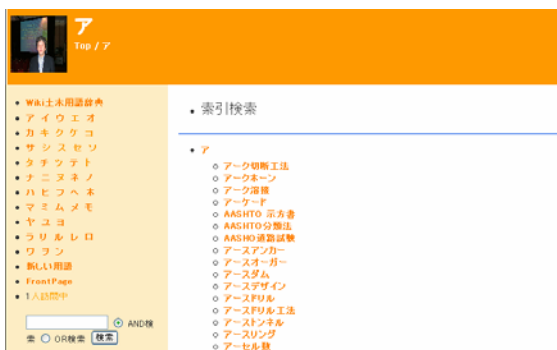 ア
Top / ア
Wiki土木用語辞典
ア イ ウ エ オ
カ キ ク ケ コ
サ シ ス セ ソ
タ チ ツ テ ト
ナ ニ ヌ ネ ノ
ハ ヒ フ ヘ ホ
マ ミ ム メ モ
ヤ ユ ヨ
ラ リ ル レ ロ
ワ ヲ ン
新しい用語
FrontPage
1人訪問中
AND検
索 OR検索 検索
索引検索
ア
アーク切断工法
アークホーン
アーク溶接
アーケード
AASHTO 示方書
AASHTO分類法
AASHO道路試験
アースアンカー
アースオーガー
アースダム
アースデザイン
アースドリル
アースドリル工法
アーストンネル
アースリング
アーセル数